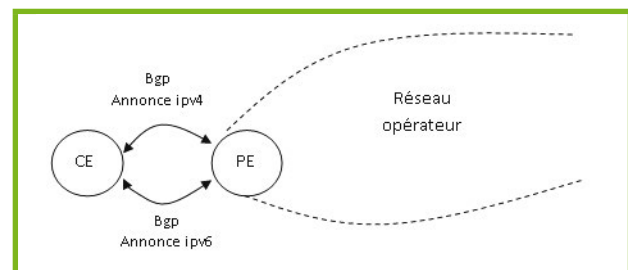 Bgp
Annonce ipv4
Réseau
opérateur
CE
PE
Bgp
Annonce ipv6